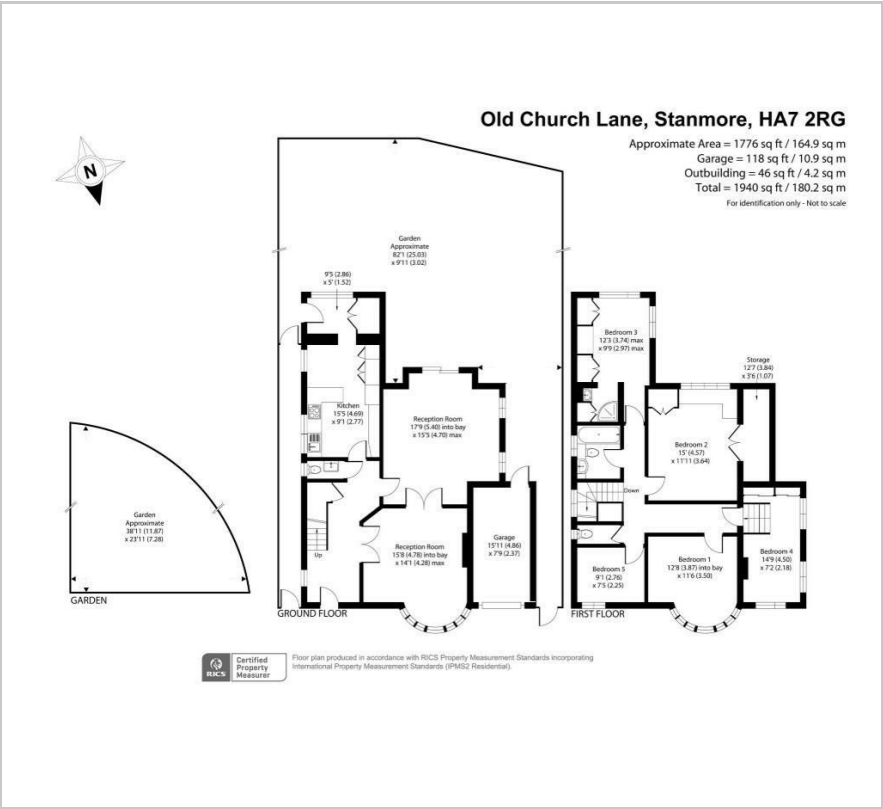 Old Church Lane, Stanmore, HA7 2RG
Approximate Area = 1776 sq ft / 164.9 sq m
Garage = 118 sq ft / 10.9 sq m
Outbuilding = 46 sq ft / 4.2 sq m
Total = 1940 sq ft / 180.2 sq m
For identification only - Not to scale
N
Garden
Approximate
82'1 (25.03)
x 9'11 (3.02)
9'5 (2.86)
x 5' (1.52)
Kitchen
15'5 (4.69)
x 9'1 (2.77)
Reception Room
17'9 (5.40) into bay
x 15'5 (4.70) max
Reception Room
15'8 (4.78) into bay
x 14'1 (4.28) max
Garage
15'11 (4.86)
x 7'9 (2.37)
Up
GROUND FLOOR
Garden
Approximate
38'11 (11.87)
x 23'11 (7.28)
GARDEN
Bedroom 3
12'3 (3.74) max
x 9'9 (2.97) max
Storage
12'7 (3.84)
x 3'6 (1.07)
Bedroom 2
15' (4.57)
x 11'11 (3.64)
Down
Bedroom 4
14'9 (4.50)
x 7'2 (2.18)
Bedroom 1
12'8 (3.87) into bay
x 11'6 (3.50)
Bedroom 5
9'1 (2.76)
x 7'5 (2.25)
FIRST FLOOR
RICS
Certified
Property
Measurer
Floor plan produced in accordance with RICS Property Measurement Standards incorporating
International Property Measurement Standards (IPMS2 Residential).